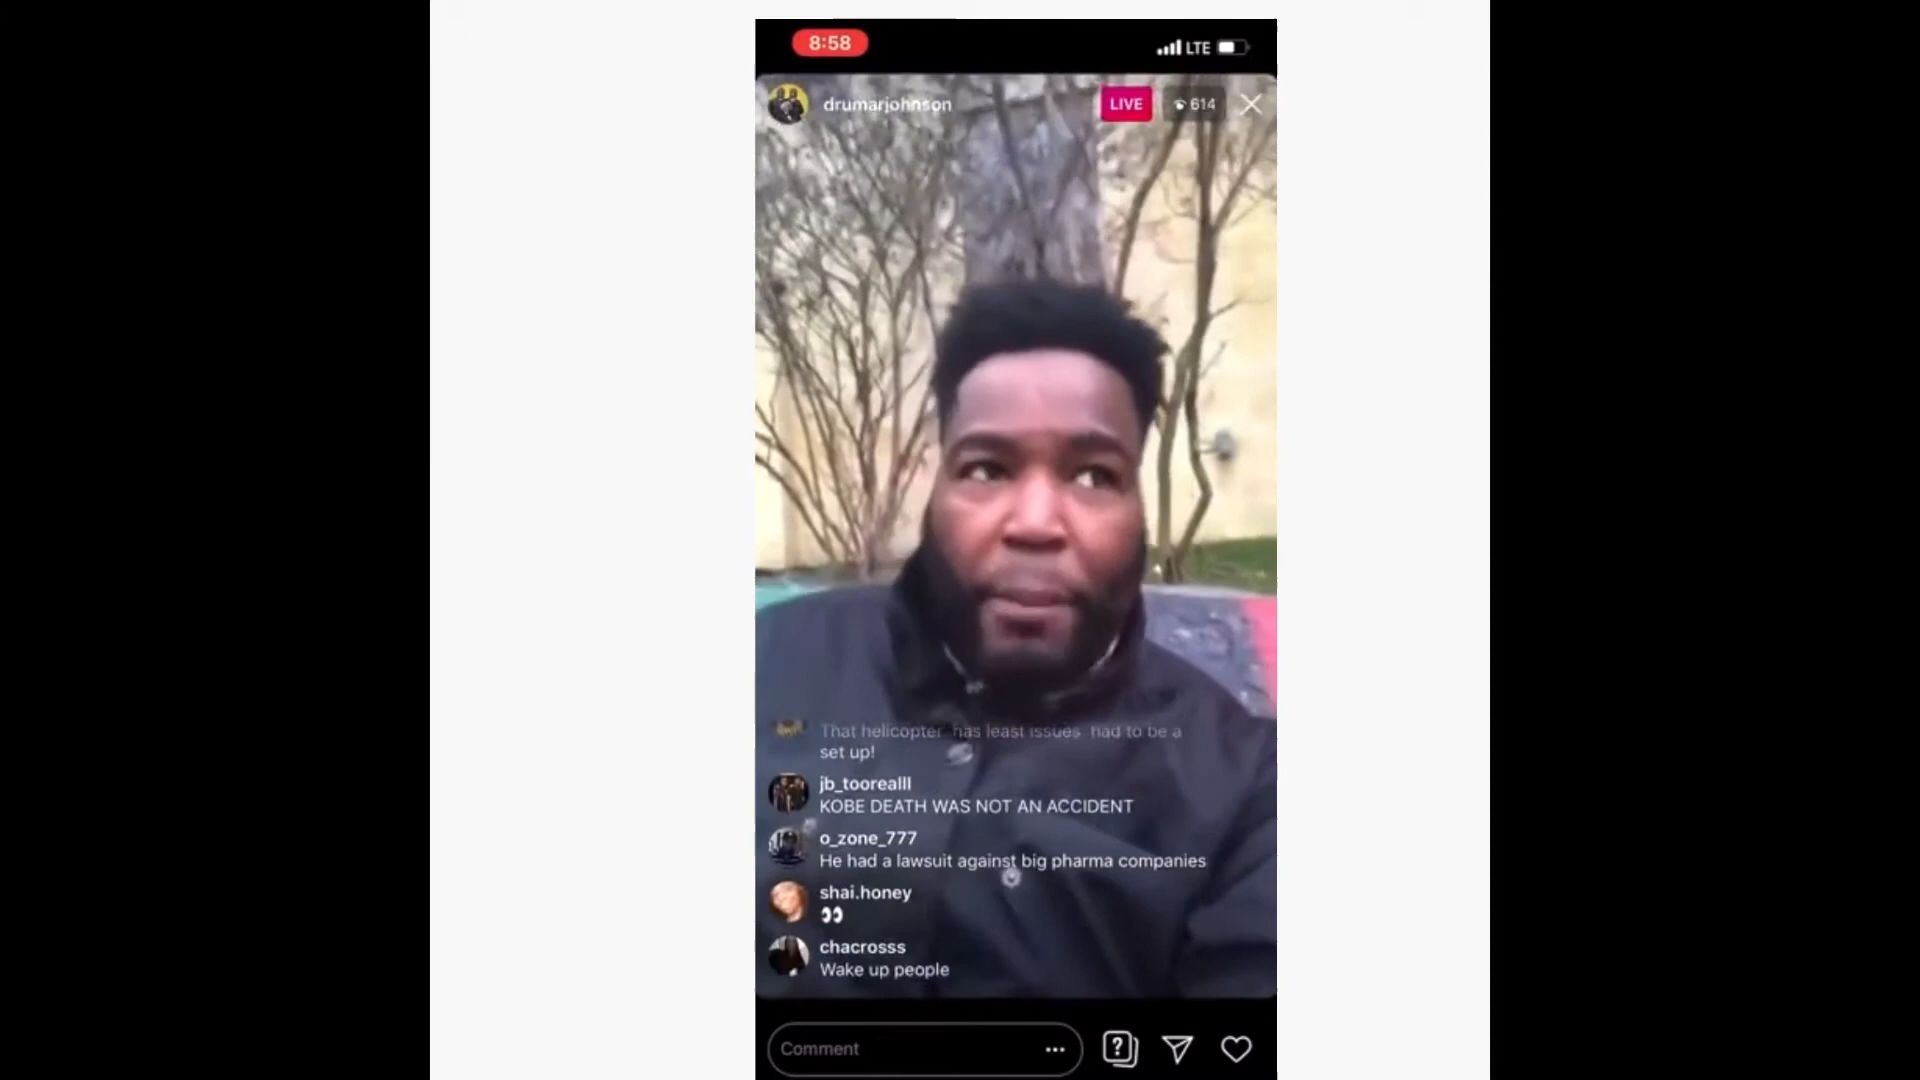 8:58
LTE
drumarjohnson
LIVE
614
That helicopter has least issues had to be a
set up!
jb_toorealll
KOBE DEATH WAS NOT AN ACCIDENT
o_zone_777
He had a lawsuit against big pharma companies
shai.honey
👀
chacrosss
Wake up people
Comment